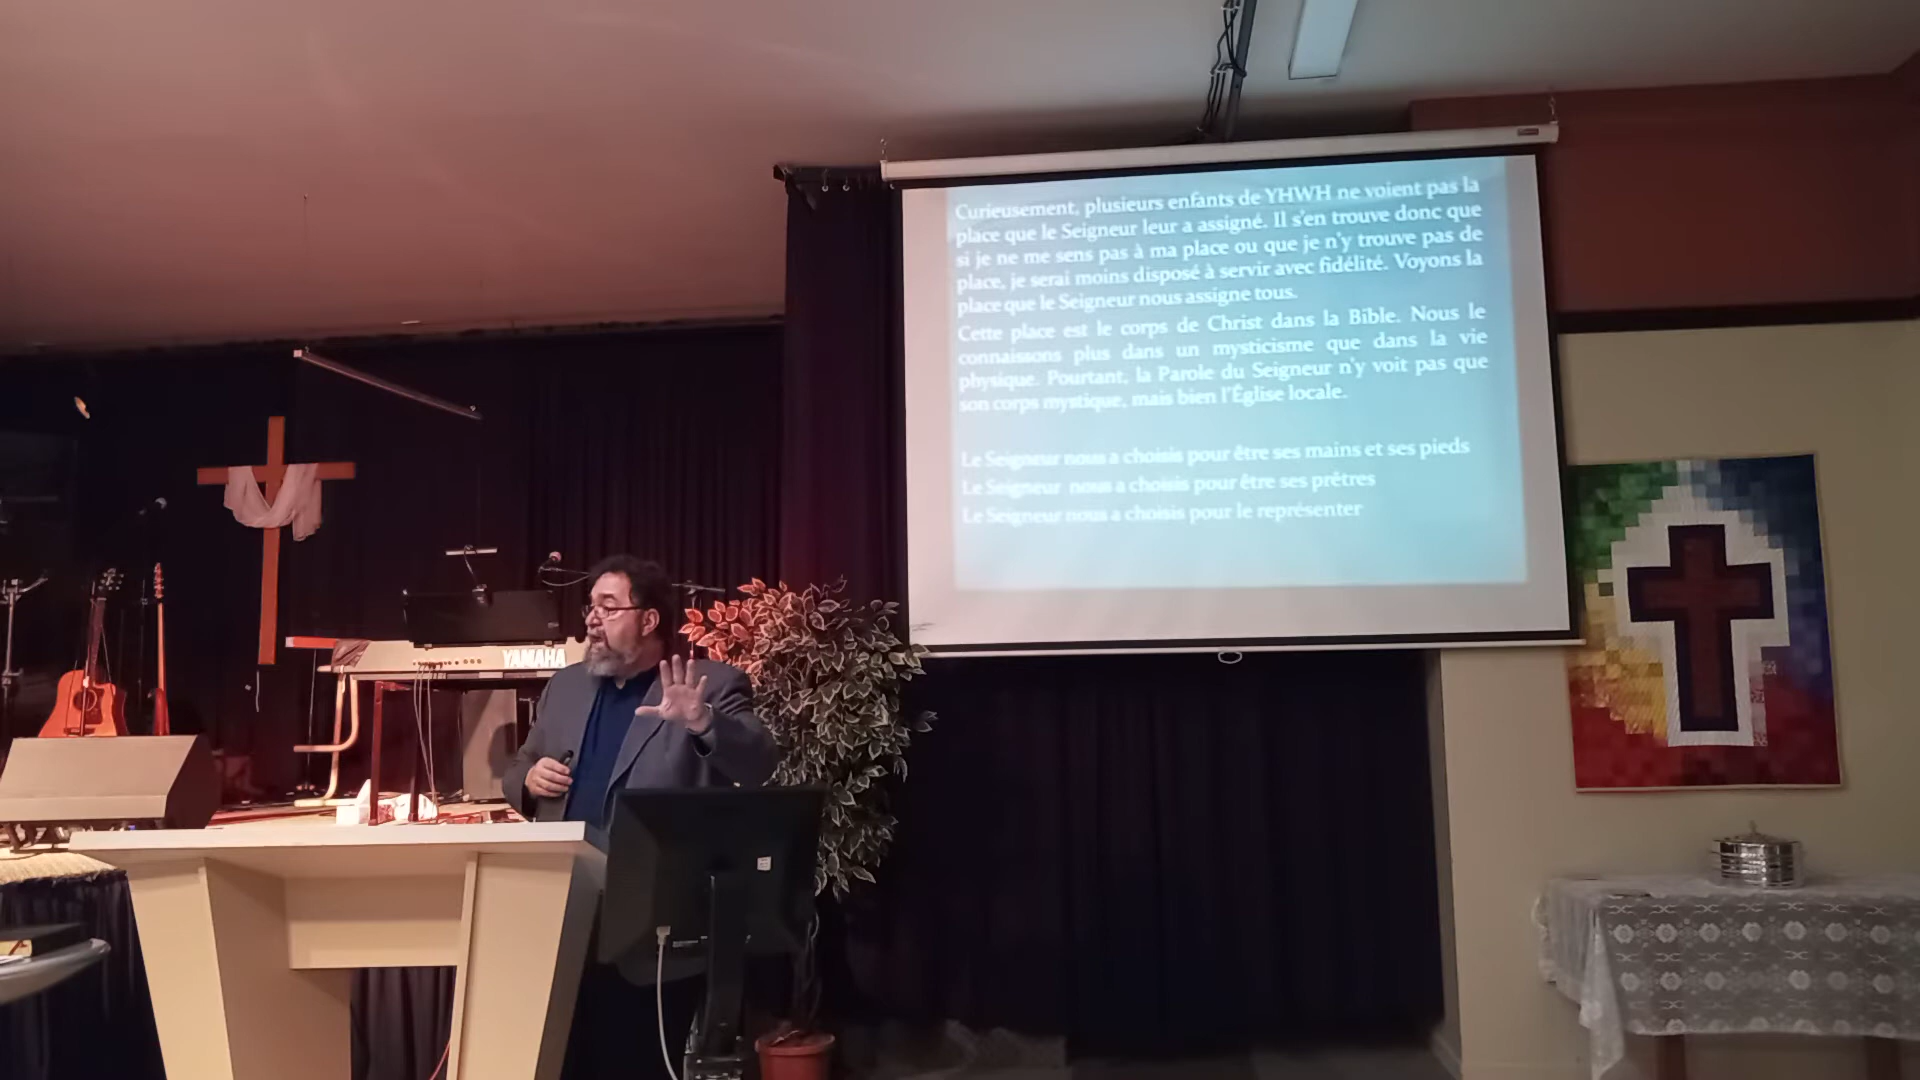 Curieusement, plusieurs enfants de YHWH ne voient pas la
place que le Seigneur leur a assigné. Il s'en trouve donc que
si je ne me sens pas à ma place ou que je n'y trouve pas de
place, je serai moins disposé à servir avec fidélité. Voyons la
place que le Seigneur nous assigne tous.
Cette place est le corps de Christ dans la Bible. Nous le
connaissons plus dans un mysticisme que dans la vie
physique. Pourtant, la Parole du Seigneur n'y voit pas que
son corps mystique, mais bien l'Église locale.
Le Seigneur nous a choisis pour être ses mains et ses pieds
Le Seigneur nous a choisis pour être ses prêtres
Le Seigneur nous a choisis pour le représenter
YAMAHA